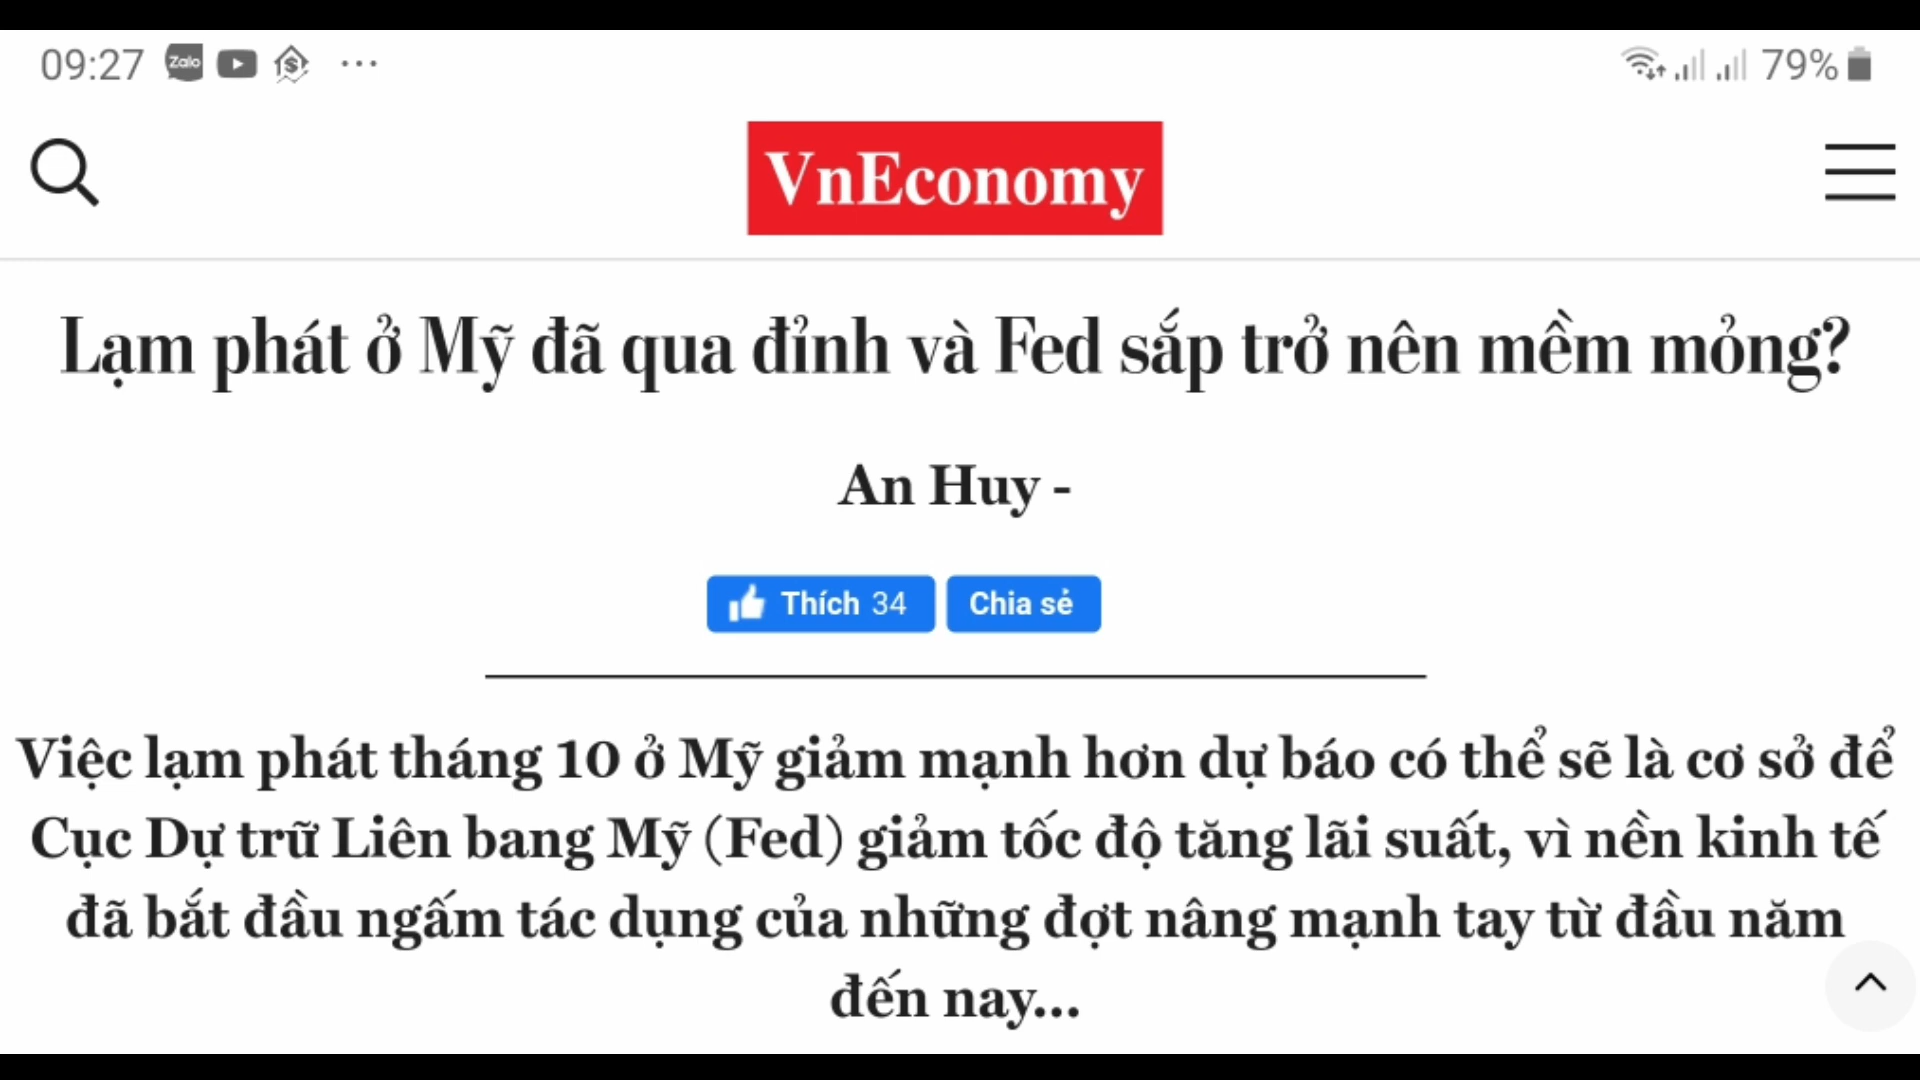 09:27 Zalo ... 79%
VnEconomy
Lạm phát ở Mỹ đã qua đỉnh và Fed sắp trở nên mềm mỏng?
An Huy -
Thích 34 Chia sẻ
Việc lạm phát tháng 10 ở Mỹ giảm mạnh hơn dự báo có thể sẽ là cơ sở để
Cục Dự trữ Liên bang Mỹ (Fed) giảm tốc độ tăng lãi suất, vì nền kinh tế
đã bắt đầu ngấm tác dụng của những đợt nâng mạnh tay từ đầu năm
đến nay...